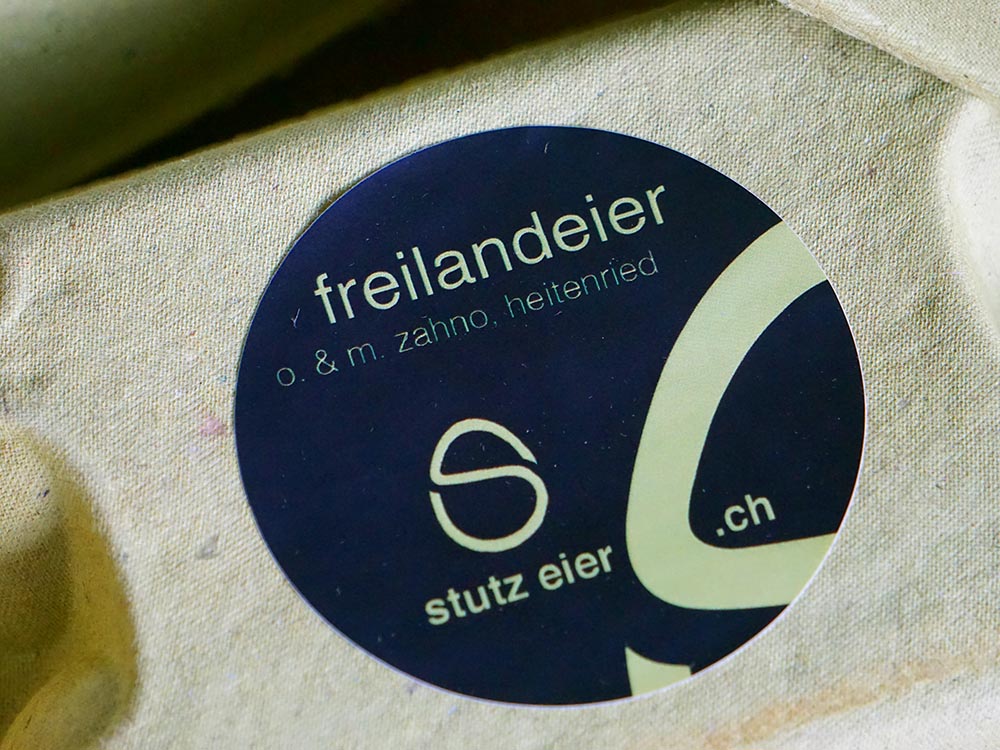 freilandeier
o. & m. zahno, heitenried
stutz eier
.ch